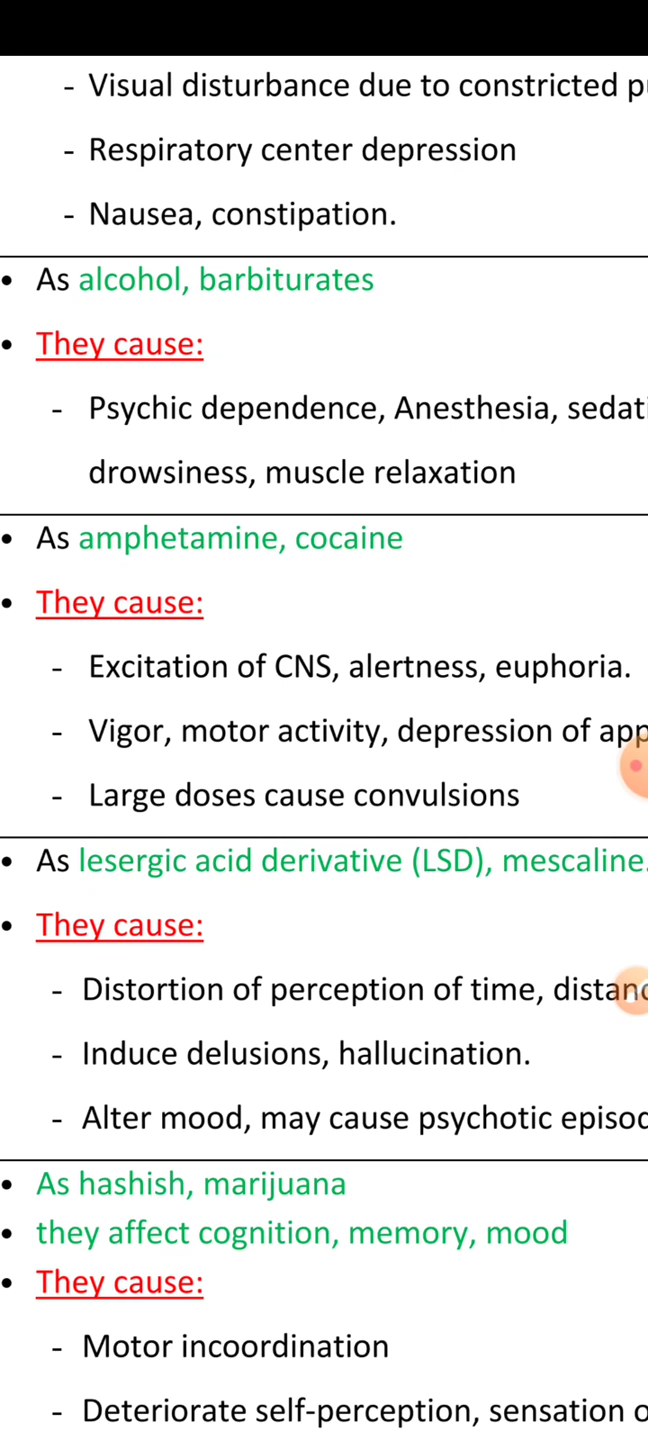 - Visual disturbance due to constricted
- Respiratory center depression
- Nausea, constipation.
• As alcohol, barbiturates
• They cause:
- Psychic dependence, Anesthesia,
drowsiness, muscle relaxation
• As amphetamine, cocaine
• They cause:
- Excitation of CNS, alertness, euphoria.
- Vigor, motor activity, depression of
- Large doses cause convulsions
• As lesergic acid derivative (LSD), mescaline.
• They cause:
- Distortion of perception of time,
- Induce delusions, hallucination.
- Alter mood, may cause psychotic
• As hashish, marijuana
• they affect cognition, memory, mood
• They cause:
- Motor incoordination
- Deteriorate self-perception, sensation